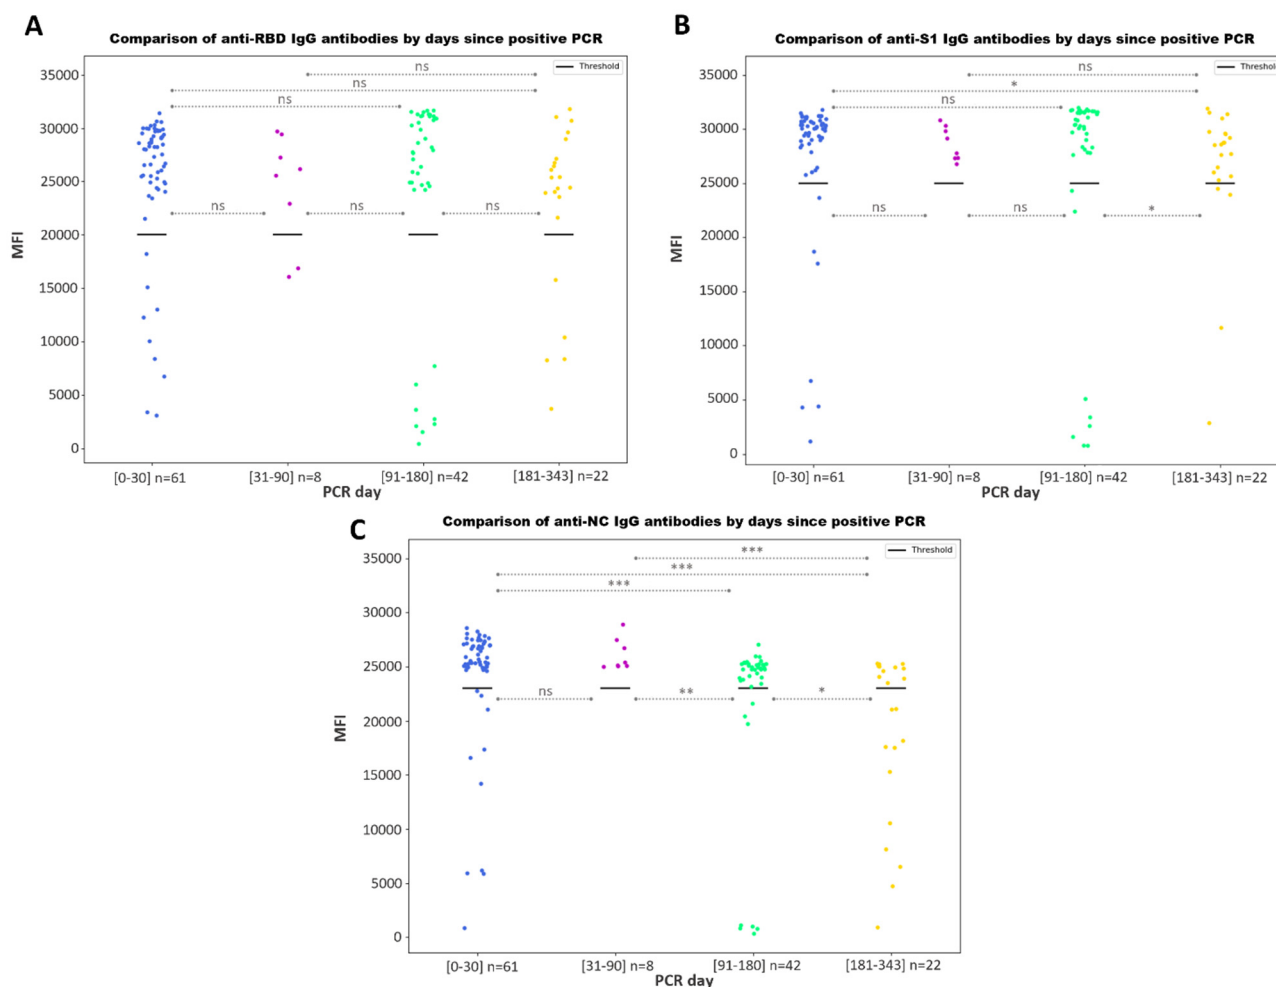 A
Comparison of anti-RBD IgG antibodies by days since positive PCR
Threshold
ns
ns
ns
ns
ns
ns
35000
30000
25000
20000
15000
10000
5000
0
MFI
[0-30] n=61
[31-90] n=8
[91-180] n=42
[181-343] n=22
PCR day
B
Comparison of anti-S1 IgG antibodies by days since positive PCR
Threshold
ns
*
ns
ns
ns
*
35000
30000
25000
20000
15000
10000
5000
0
MFI
[0-30] n=61
[31-90] n=8
[91-180] n=42
[181-343] n=22
PCR day
C
Comparison of anti-NC IgG antibodies by days since positive PCR
Threshold
***
***
***
ns
**
*
35000
30000
25000
20000
15000
10000
5000
0
MFI
[0-30] n=61
[31-90] n=8
[91-180] n=42
[181-343] n=22
PCR day